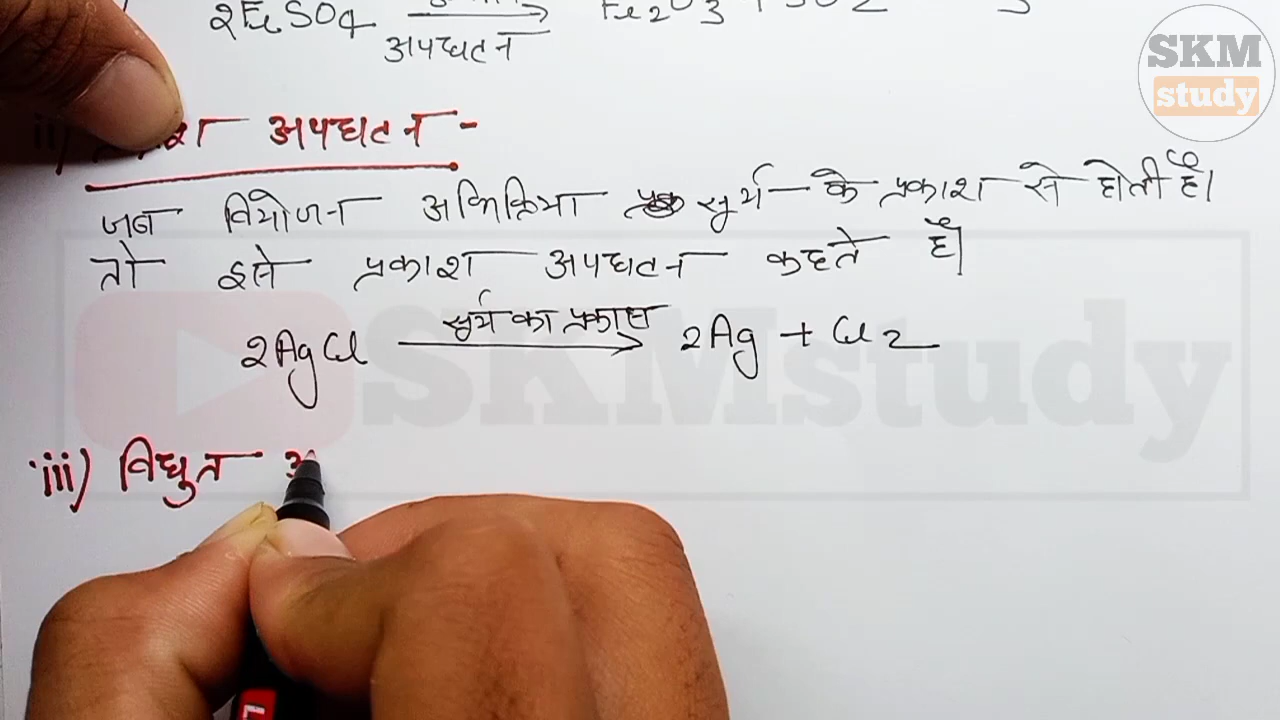 2FeSO4 → Fe2O3 + SO2
अपघटन
SKM
study
ii) अपघटन -
जब वियोजन अभिक्रिया सूर्य के प्रकाश से होती है।
तो इसे प्रकाश अपघटन कहते है।
सूर्य का प्रकाश
2AgCl → 2Ag + Cl2
SKMstudy
iii) विधुत अ